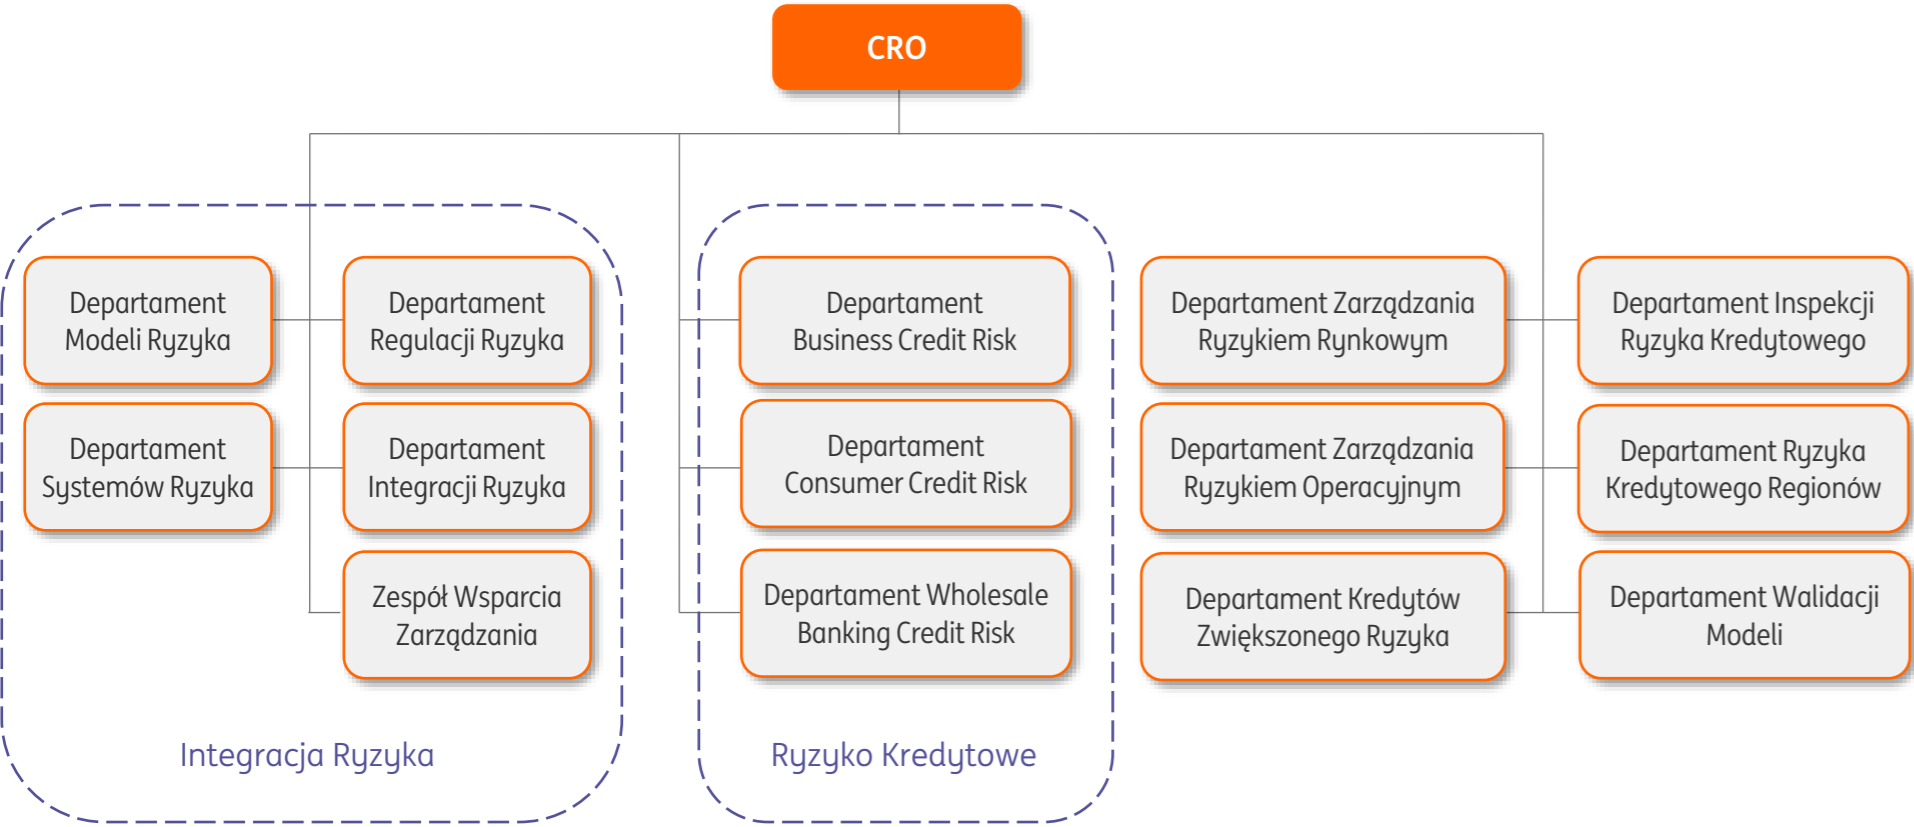 CRO
Departament
Modeli Ryzyka
Departament
Regulacji Ryzyka
Departament
Systemów Ryzyka
Departament
Integracji Ryzyka
Zespół Wsparcia
Zarządzania
Integracja Ryzyka
Departament
Business Credit Risk
Departament
Consumer Credit Risk
Departament Wholesale
Banking Credit Risk
Ryzyko Kredytowe
Departament Zarządzania
Ryzykiem Rynkowym
Departament Inspekcji
Ryzyka Kredytowego
Departament Zarządzania
Ryzykiem Operacyjnym
Departament Ryzyka
Kredytowego Regionów
Departament Kredytów
Zwiększonego Ryzyka
Departament Walidacji
Modeli